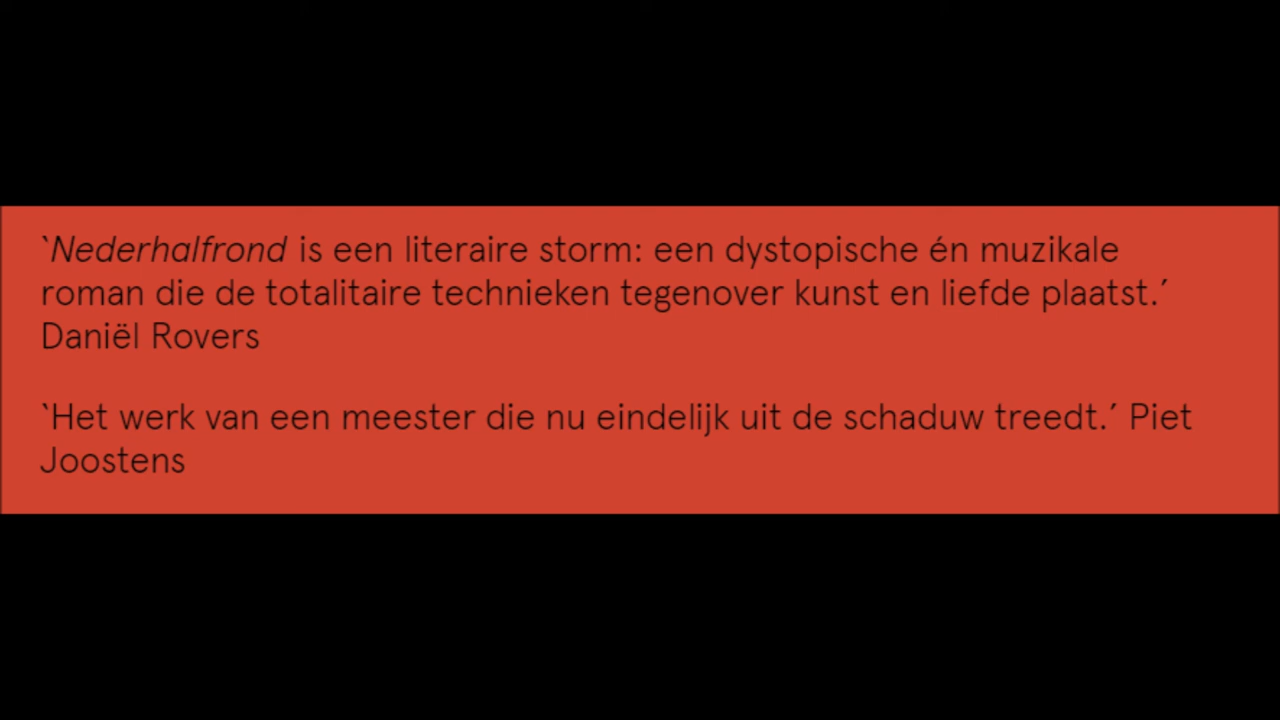 `Nederhalfrond is een literaire storm: een dystopische én muzikale
roman die de totalitaire technieken tegenover kunst en liefde plaatst.´
Daniël Rovers
`Het werk van een meester die nu eindelijk uit de schaduw treedt.´ Piet
Joostens